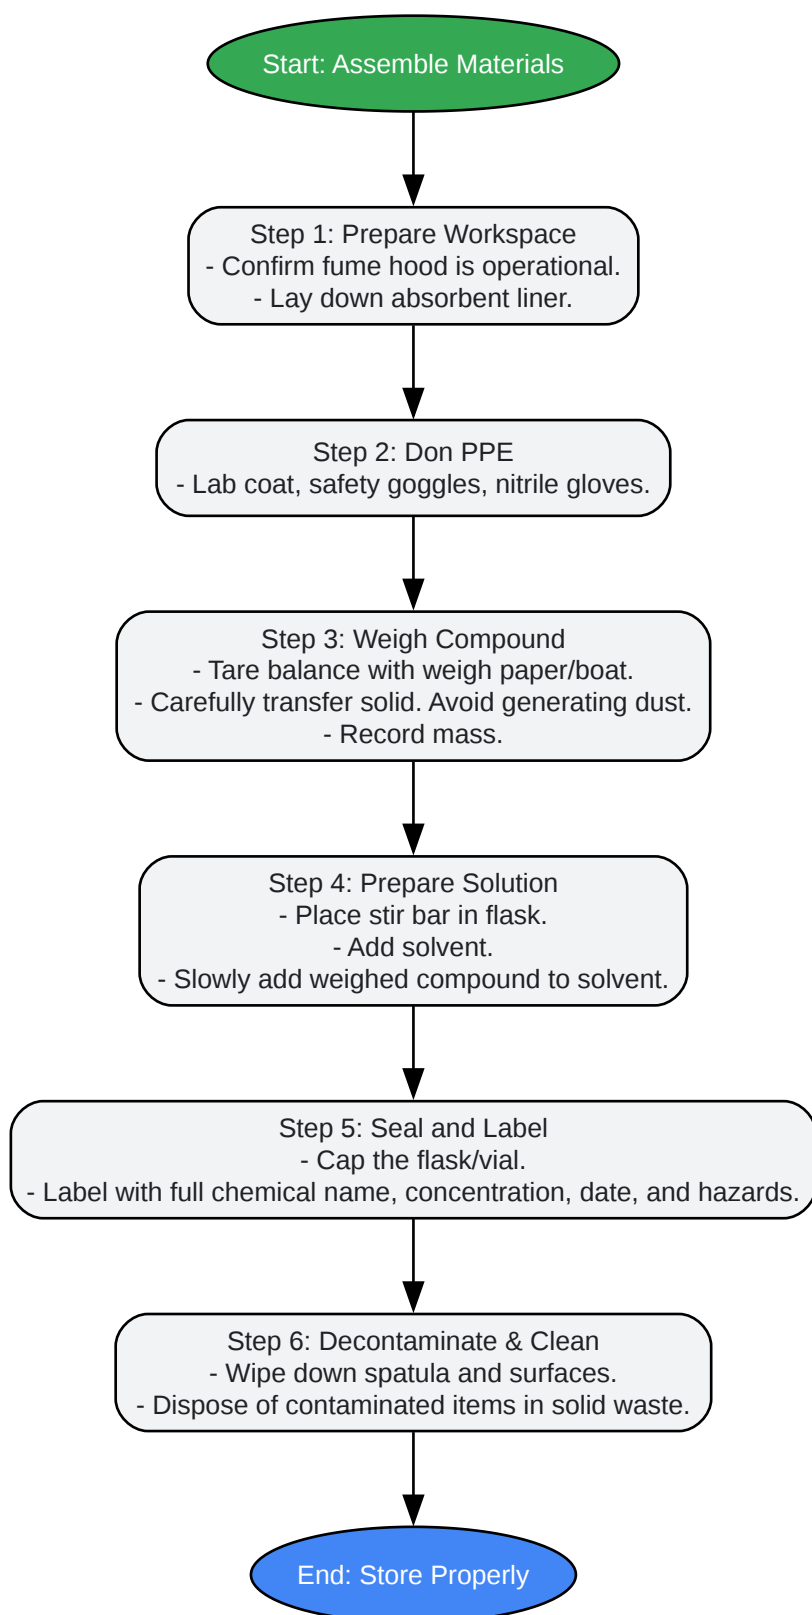 Start: Assemble Materials
Step 1: Prepare Workspace
- Confirm fume hood is operational.
- Lay down absorbent liner.
Step 2: Don PPE
- Lab coat, safety goggles, nitrile gloves.
Step 3: Weigh Compound
- Tare balance with weigh paper/boat.
- Carefully transfer solid. Avoid generating dust.
- Record mass.
Step 4: Prepare Solution
- Place stir bar in flask.
- Add solvent.
- Slowly add weighed compound to solvent.
Step 5: Seal and Label
- Cap the flask/vial.
- Label with full chemical name, concentration, date, and hazards.
Step 6: Decontaminate & Clean
- Wipe down spatula and surfaces.
- Dispose of contaminated items in solid waste.
End: Store Properly